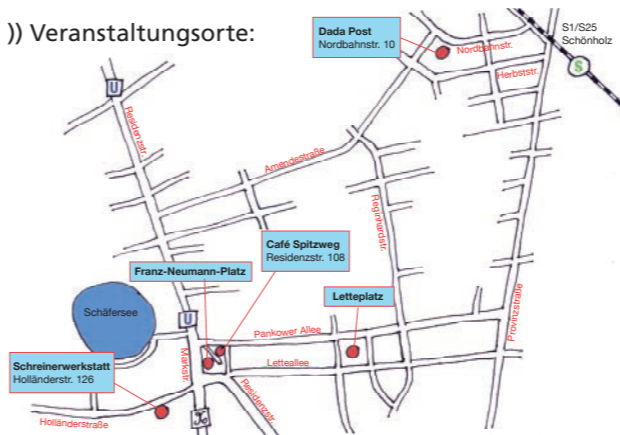 )) Veranstaltungsorte:
Dada Post
Nordbahnstr. 10
S1/S25
Schönholz
S
Nordbahnstr.
Herbststr.
U
Residenzstr.
Amendestraße
Reginhardstr.
Café Spitzweg
Residenzstr. 108
Franz-Neumann-Platz
Letteplatz
Schäfersee
U
Provinzstraße
Pankower Allee
Schreinerwerkstatt
Holländerstr. 126
Markstr.
Letteallee
Residenzstr.
Holländerstraße